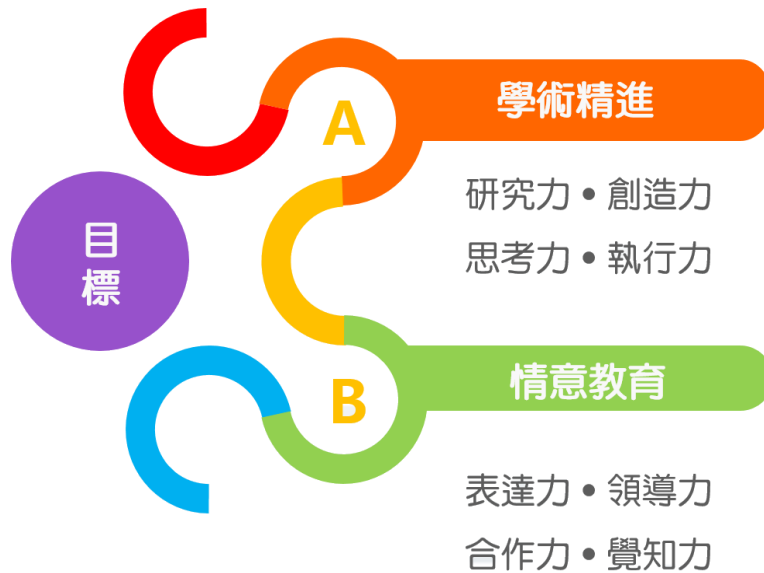 目
標
A
學術精進
研究力•創造力
思考力•執行力
B
情意教育
表達力•領導力
合作力•覺知力